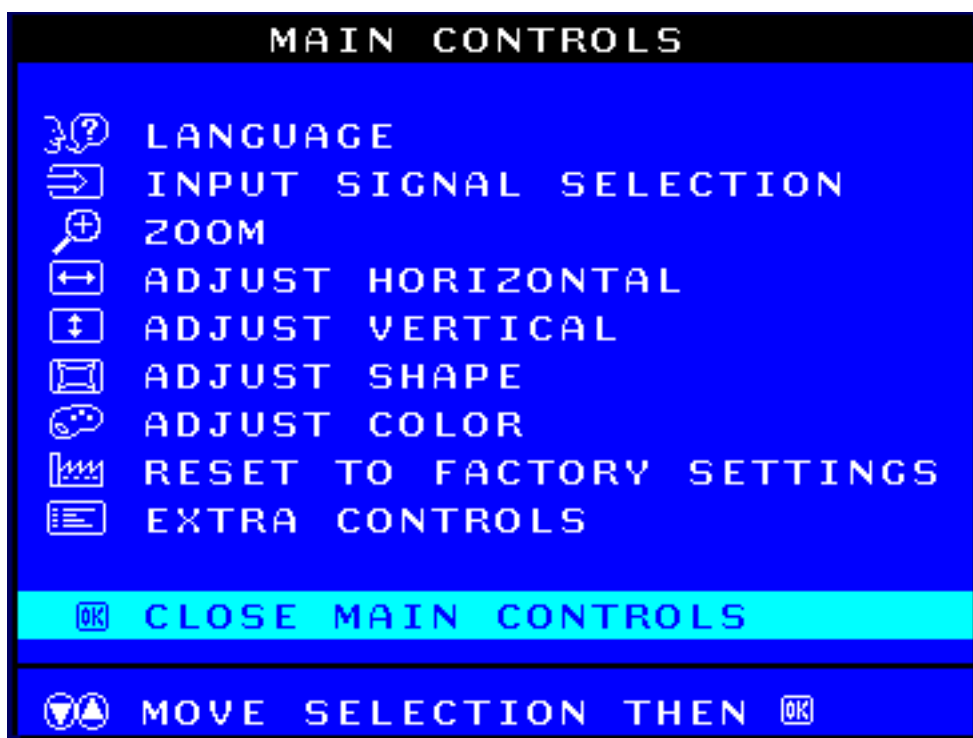 MAIN CONTROLS
? LANGUAGE
INPUT SIGNAL SELECTION
ZOOM
ADJUST HORIZONTAL
ADJUST VERTICAL
ADJUST SHAPE
ADJUST COLOR
RESET TO FACTORY SETTINGS
EXTRA CONTROLS
OK CLOSE MAIN CONTROLS
MOVE SELECTION THEN OK